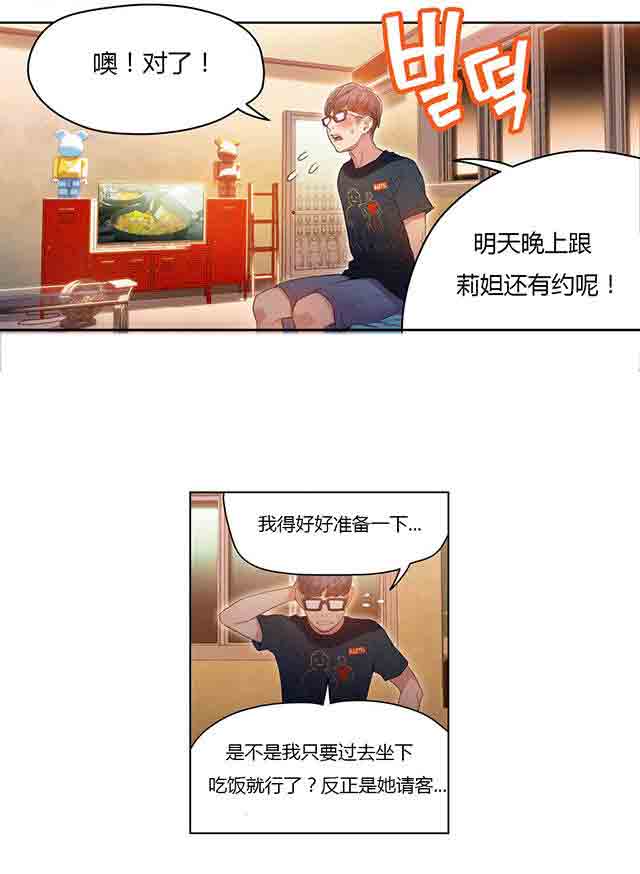 噢！对了！
벌떡
明天晚上跟
莉妲还有约呢！
我得好好准备一下...
是不是我只要过去坐下
吃饭就行了？反正是她请客...